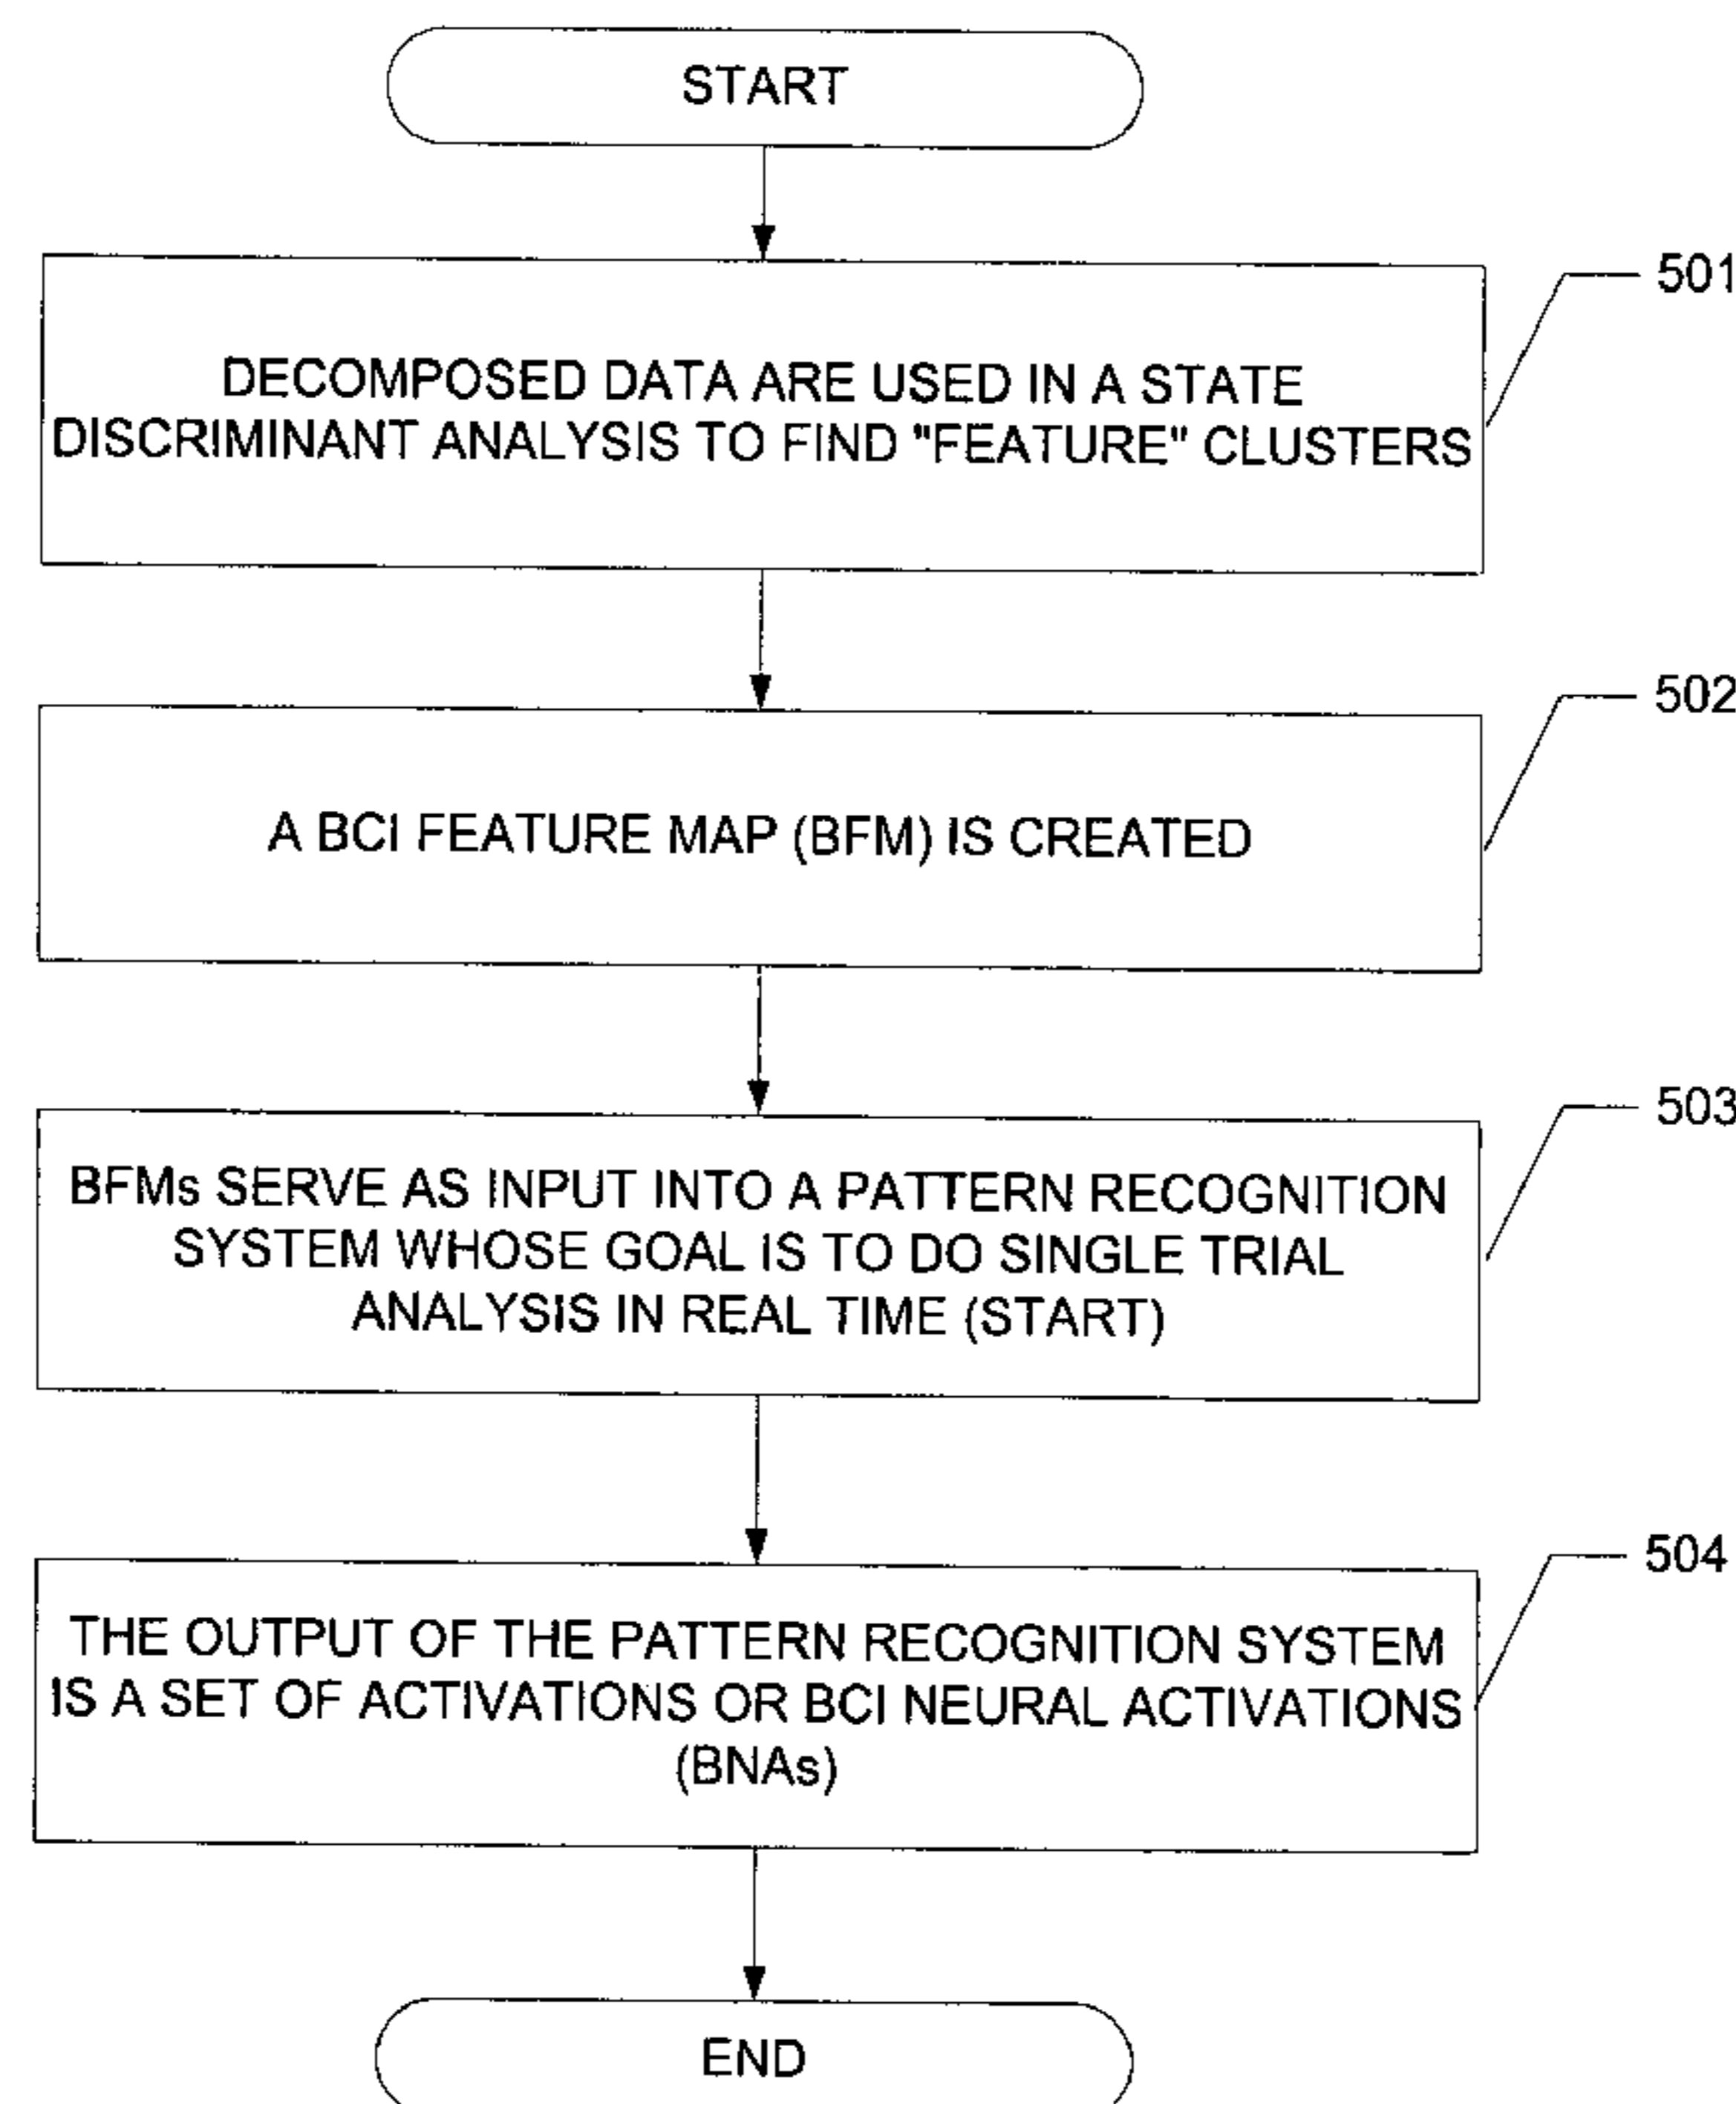 START
501
DECOMPOSED DATA ARE USED IN A STATE
DISCRIMINANT ANALYSIS TO FIND "FEATURE" CLUSTERS
502
A BCI FEATURE MAP (BFM) IS CREATED
503
BFMs SERVE AS INPUT INTO A PATTERN RECOGNITION
SYSTEM WHOSE GOAL IS TO DO SINGLE TRIAL
ANALYSIS IN REAL TIME (START)
504
THE OUTPUT OF THE PATTERN RECOGNITION SYSTEM
IS A SET OF ACTIVATIONS OR BCI NEURAL ACTIVATIONS
(BNAs)
END